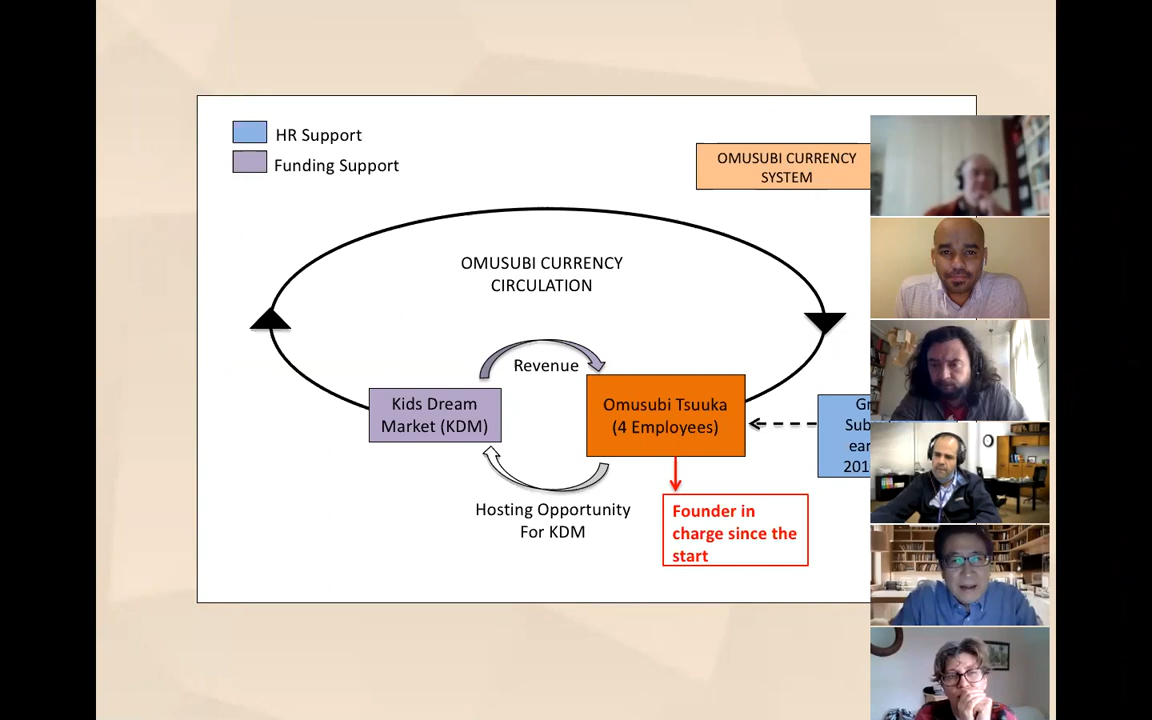 HR Support
Funding Support
OMUSUBI CURRENCY
SYSTEM
OMUSUBI CURRENCY
CIRCULATION
Revenue
Kids Dream
Market (KDM)
Omusubi Tsuuka
(4 Employees)
Hosting Opportunity
For KDM
Founder in
charge since the
start